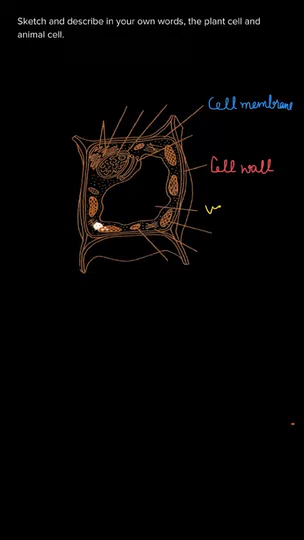 Sketch and describe in your own words, the plant cell and
animal cell.
Cell membrane
Cell wall
V